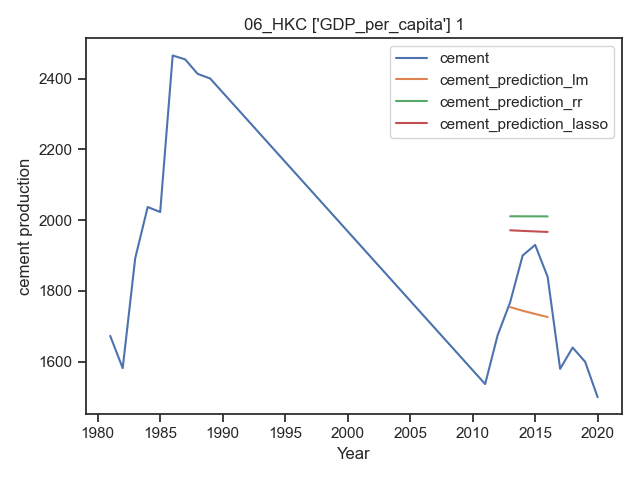 06_HKC ['GDP_per_capita'] 1
cement
cement_prediction_lm
cement_prediction_rr
cement_prediction_lasso
cement production
2400
2200
2000
1800
1600
1980 1985 1990 1995 2000 2005 2010 2015 2020
Year